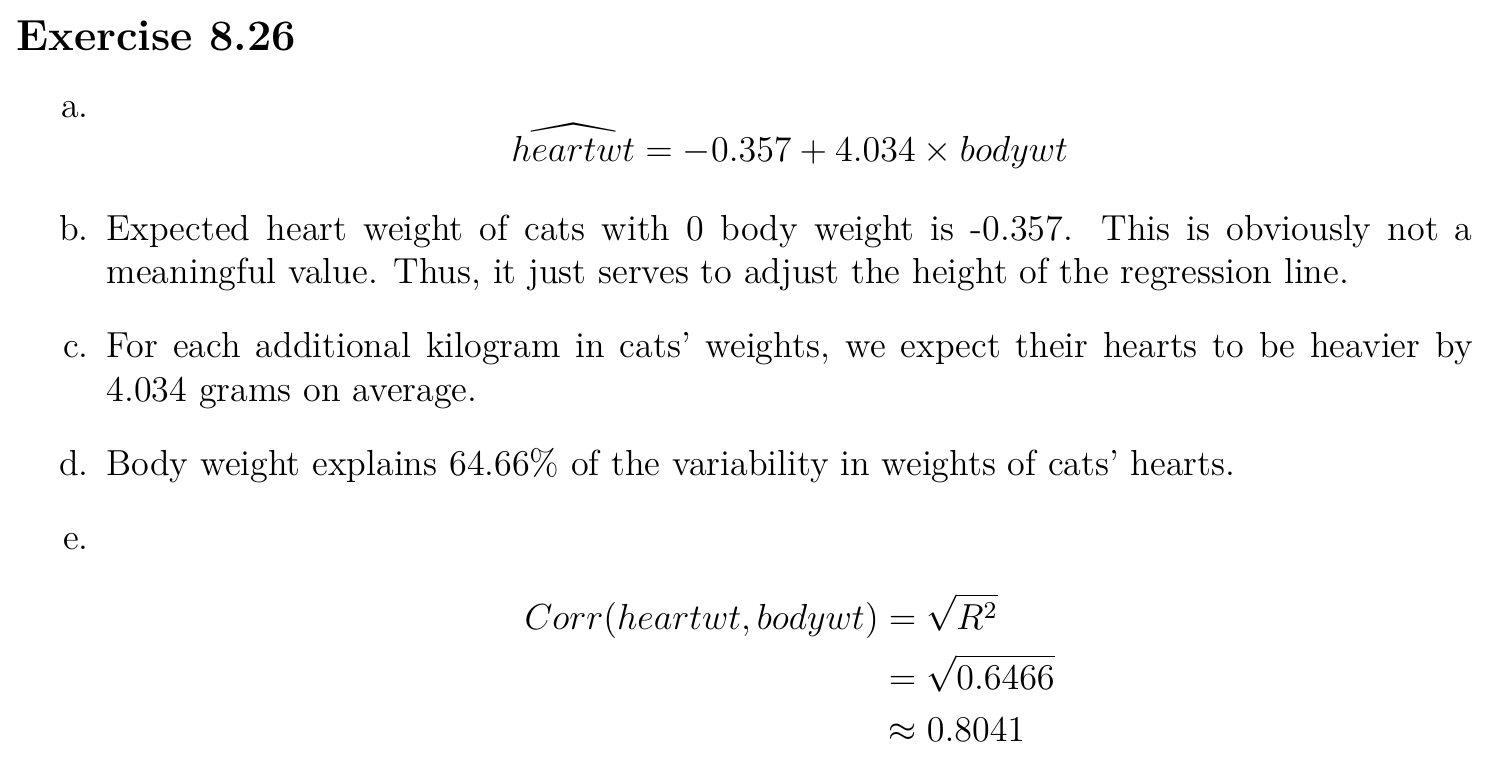 Exercise 8.26
a.
$\widehat{heartwt} = -0.357 + 4.034 \times bodywt$
b. Expected heart weight of cats with 0 body weight is -0.357. This is obviously not a
meaningful value. Thus, it just serves to adjust the height of the regression line.
c. For each additional kilogram in cats’ weights, we expect their hearts to be heavier by
4.034 grams on average.
d. Body weight explains 64.66% of the variability in weights of cats’ hearts.
e.
$Corr(heartwt, bodywt) = \sqrt{R^2}$
$= \sqrt{0.6466}$
$\approx 0.8041$